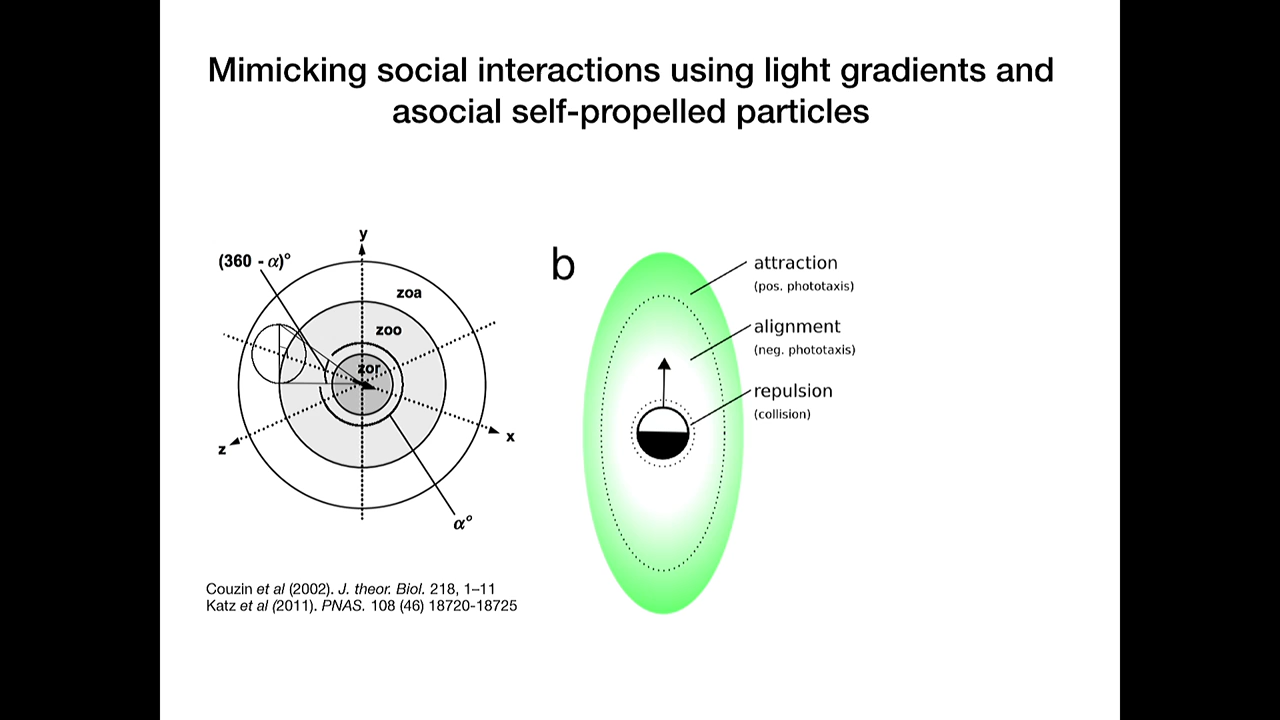 Mimicking social interactions using light gradients and
asocial self-propelled particles
y
(360 - α)°
zoa
zoo
zor
x
z
α°
b
attraction
(pos. phototaxis)
alignment
(neg. phototaxis)
repulsion
(collision)
Couzin et al (2002). J. theor. Biol. 218, 1–11
Katz et al (2011). PNAS. 108 (46) 18720-18725